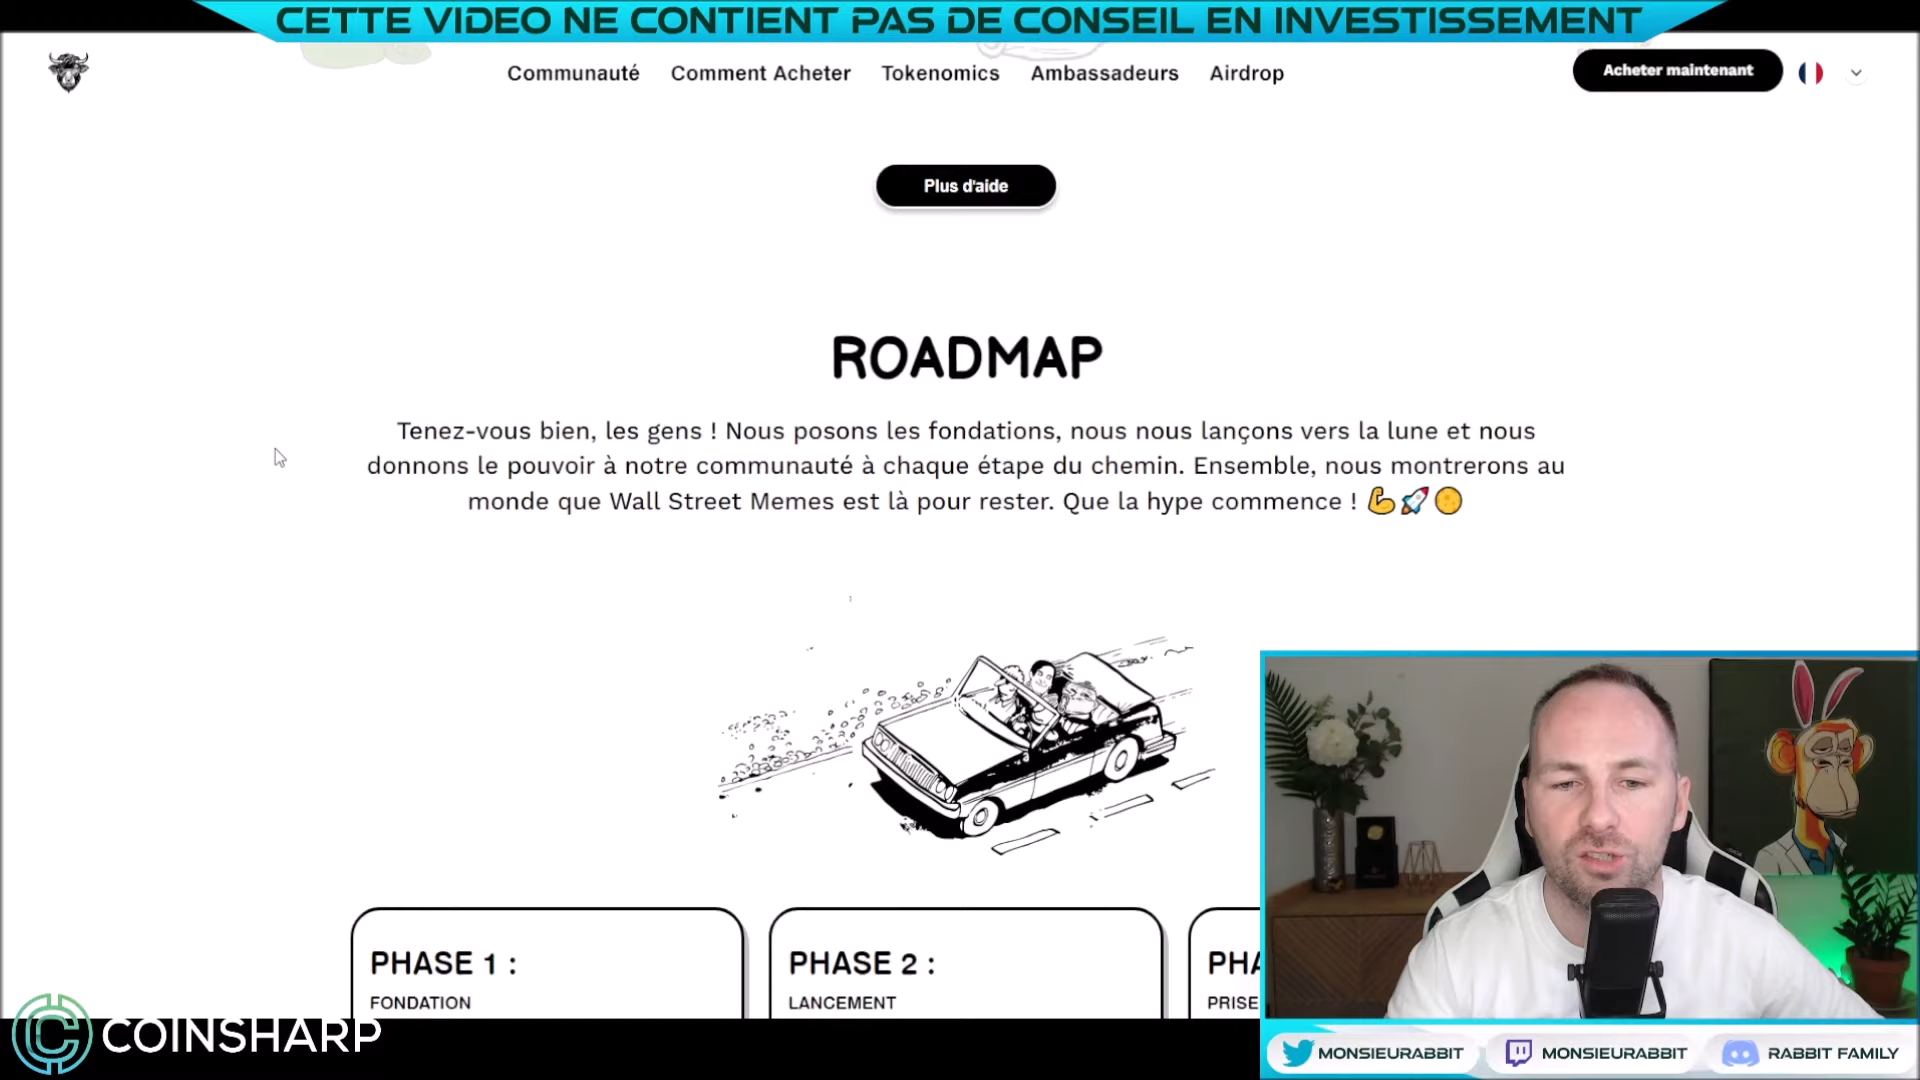 CETTE VIDEO NE CONTIENT PAS DE CONSEIL EN INVESTISSEMENT
Communauté Comment Acheter Tokenomics Ambassadeurs Airdrop
Acheter maintenant
Plus d'aide
ROADMAP
Tenez-vous bien, les gens ! Nous posons les fondations, nous nous lançons vers la lune et nous
donnons le pouvoir à notre communauté à chaque étape du chemin. Ensemble, nous montrerons au
monde que Wall Street Memes est là pour rester. Que la hype commence ! 💪🚀🌕
PHASE 1 :
FONDATION
PHASE 2 :
LANCEMENT
PHA
PRISE
COINSHARP
MONSIEURABBIT
MONSIEURABBIT
RABBIT FAMILY